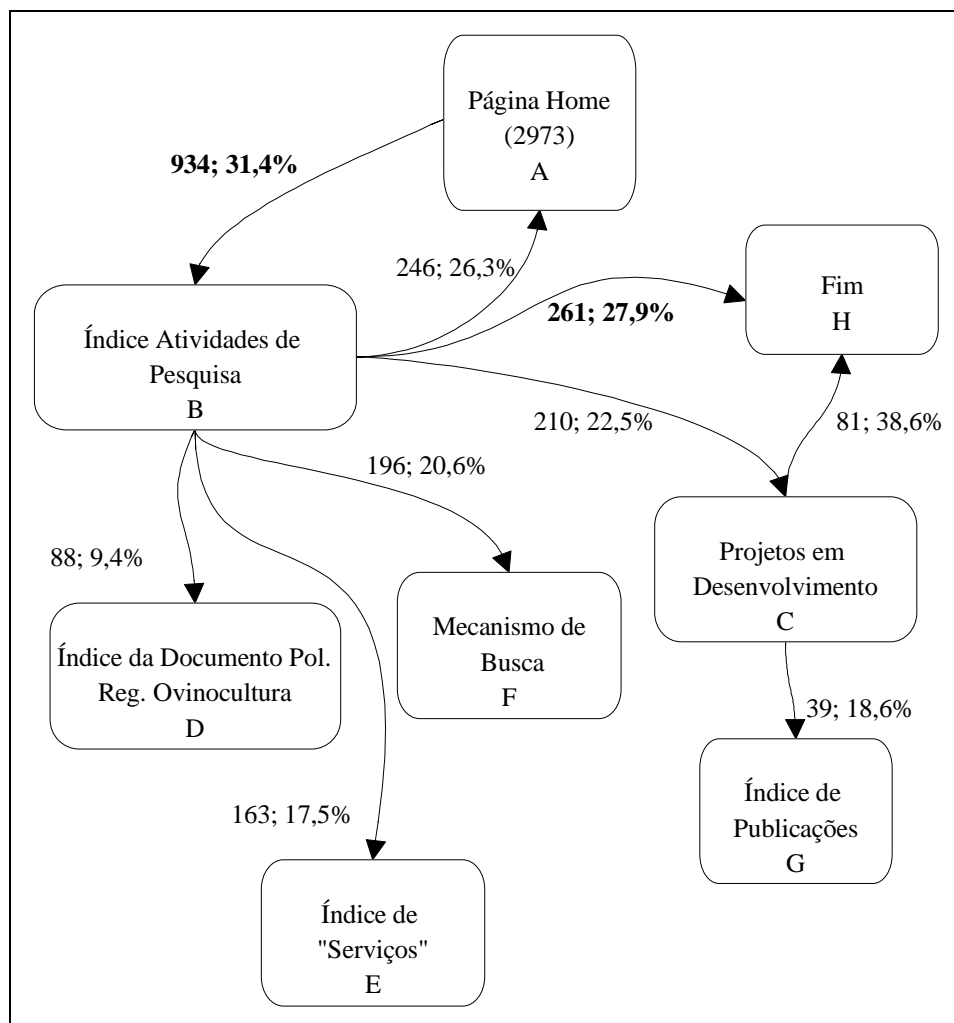 Página Home
(2973)
A
934; 31,4%
246; 26,3%
Fim
H
261; 27,9%
Índice Atividades de
Pesquisa
B
210; 22,5%
81; 38,6%
196; 20,6%
88; 9,4%
Projetos em
Desenvolvimento
C
Mecanismo de
Busca
F
Índice da Documento Pol.
Reg. Ovinocultura
D
39; 18,6%
163; 17,5%
Índice de
Publicações
G
Índice de
"Serviços"
E